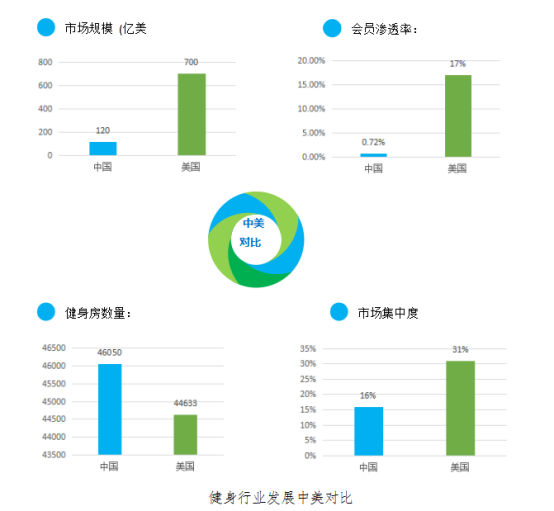 市场规模 (亿美
800
600
400
200
0
120
700
中国
美国
会员渗透率：
20.00%
15.00%
10.00%
5.00%
0.00%
0.72%
17%
中国
美国
中美
对比
健身房数量：
46500
46000
45500
45000
44500
44000
43500
46050
44633
中国
美国
市场集中度
35%
30%
25%
20%
15%
10%
5%
0%
16%
31%
中国
美国
健身行业发展中美对比